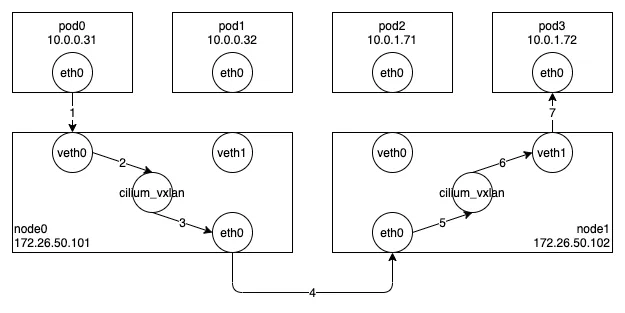 pod0
10.0.0.31
eth0
pod1
10.0.0.32
eth0
pod2
10.0.1.71
eth0
pod3
10.0.1.72
eth0
1
7
veth0
2
veth1
cilium_vxlan
3
eth0
node0
172.26.50.101
veth0
6
veth1
cilium_vxlan
5
eth0
node1
172.26.50.102
4